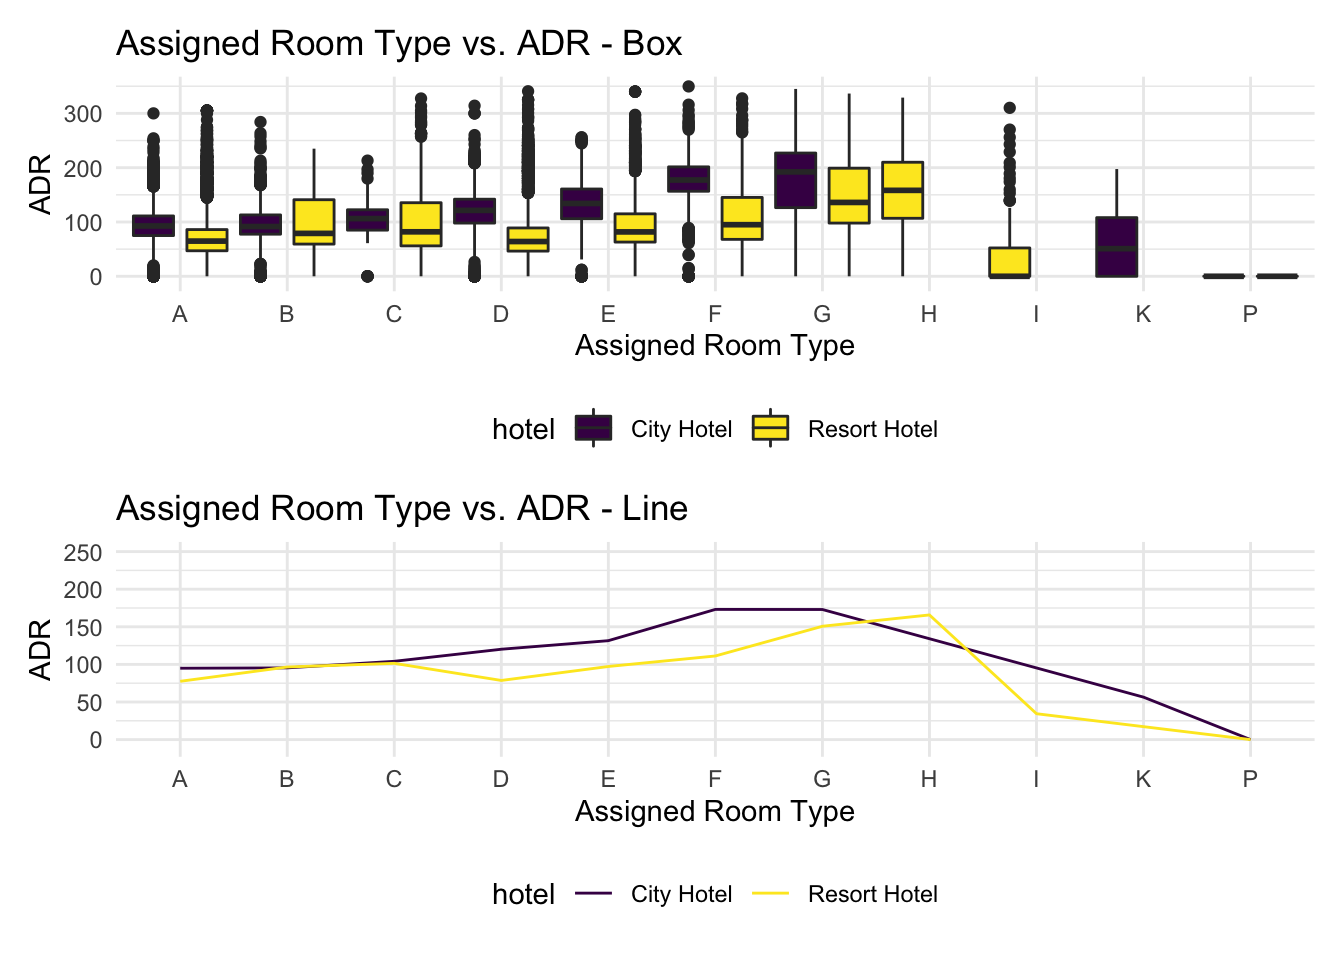 Assigned Room Type vs. ADR - Box
ADR
300
200
100
0
A B C D E F G H I K P
Assigned Room Type
hotel City Hotel Resort Hotel
Assigned Room Type vs. ADR - Line
ADR
250
200
150
100
50
0
A B C D E F G H I K P
Assigned Room Type
hotel City Hotel Resort Hotel